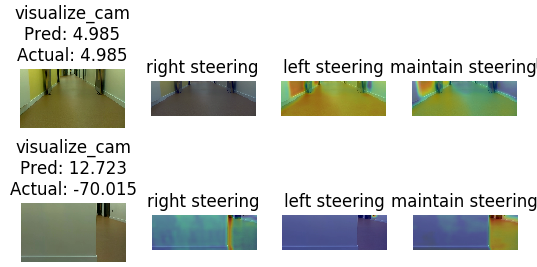 visualize_cam
Pred: 4.985
Actual: 4.985
right steering
left steering
maintain steering
visualize_cam
Pred: 12.723
Actual: -70.015
right steering
left steering
maintain steering